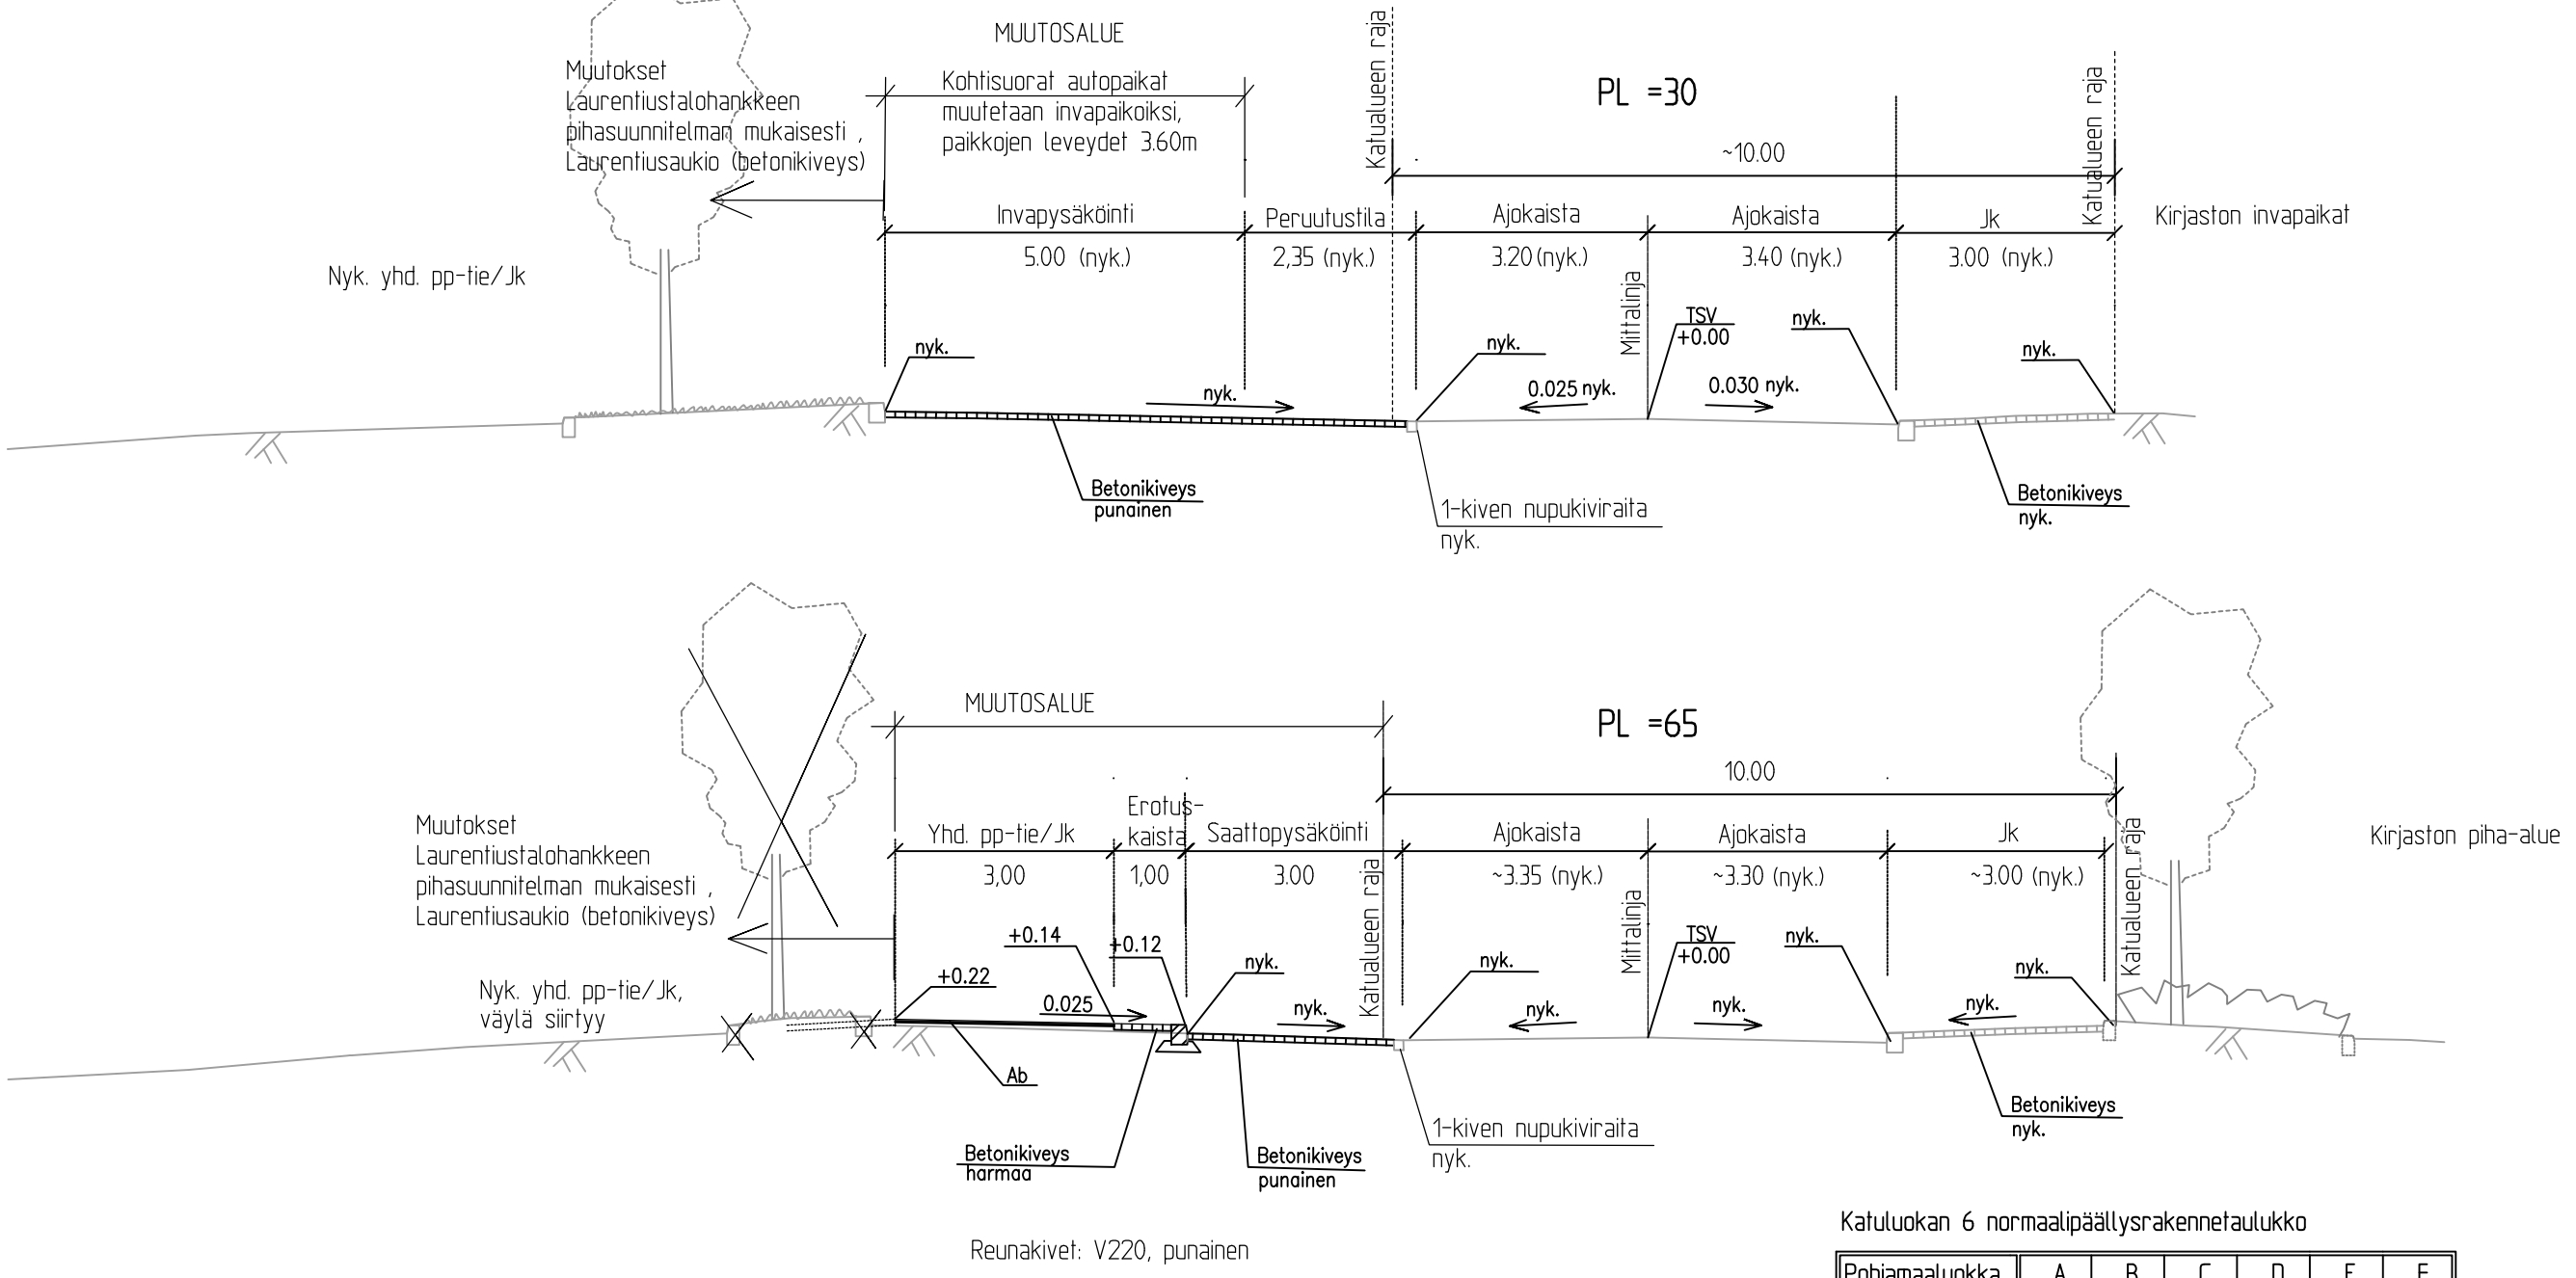 MUUTOSALUE
Muutokset
Laurentiustalohankkeen
pihasuunnitelman mukaisesti ,
Laurentiusaukio (betonikiveys)
Kohtisuorat autopaikat
muutetaan invapaikoiksi,
paikkojen leveydet 3.60m
Katualueen raja
PL =30
Katualueen raja
~10.00
Invapysäköinti
Peruutustila
Ajokaista
Ajokaista
Jk
Kirjaston invapaikat
5.00 (nyk.)
2,35 (nyk.)
3.20(nyk.)
3.40 (nyk.)
3.00 (nyk.)
Nyk. yhd. pp-tie/Jk
Mittalinja
TSV
+0.00
nyk.
nyk.
nyk.
nyk.
nyk.
0.025 nyk.
0.030 nyk.
Betonikiveys
punainen
1-kiven nupukiviraita
nyk.
Betonikiveys
nyk.
MUUTOSALUE
PL =65
10.00
Muutokset
Laurentiustalohankkeen
pihasuunnitelman mukaisesti ,
Laurentiusaukio (betonikiveys)
Yhd. pp-tie/Jk
Erotus-
kaista
Saattopysäköinti
Katualueen raja
Ajokaista
Ajokaista
Jk
Katualueen raja
Kirjaston piha-alue
3,00
1,00
3.00
~3.35 (nyk.)
~3.30 (nyk.)
~3.00 (nyk.)
Nyk. yhd. pp-tie/Jk,
väylä siirtyy
+0.22
+0.14
+0.12
0.025
nyk.
nyk.
nyk.
nyk.
Mittalinja
TSV
+0.00
nyk.
nyk.
nyk.
nyk.
Ab
Betonikiveys
harmaa
Betonikiveys
punainen
1-kiven nupukiviraita
nyk.
Betonikiveys
nyk.
Reunakivet: V220, punainen
Katuluokan 6 normaalipäällysrakennetaulukko
Pohjamaaluokka A B C D E F